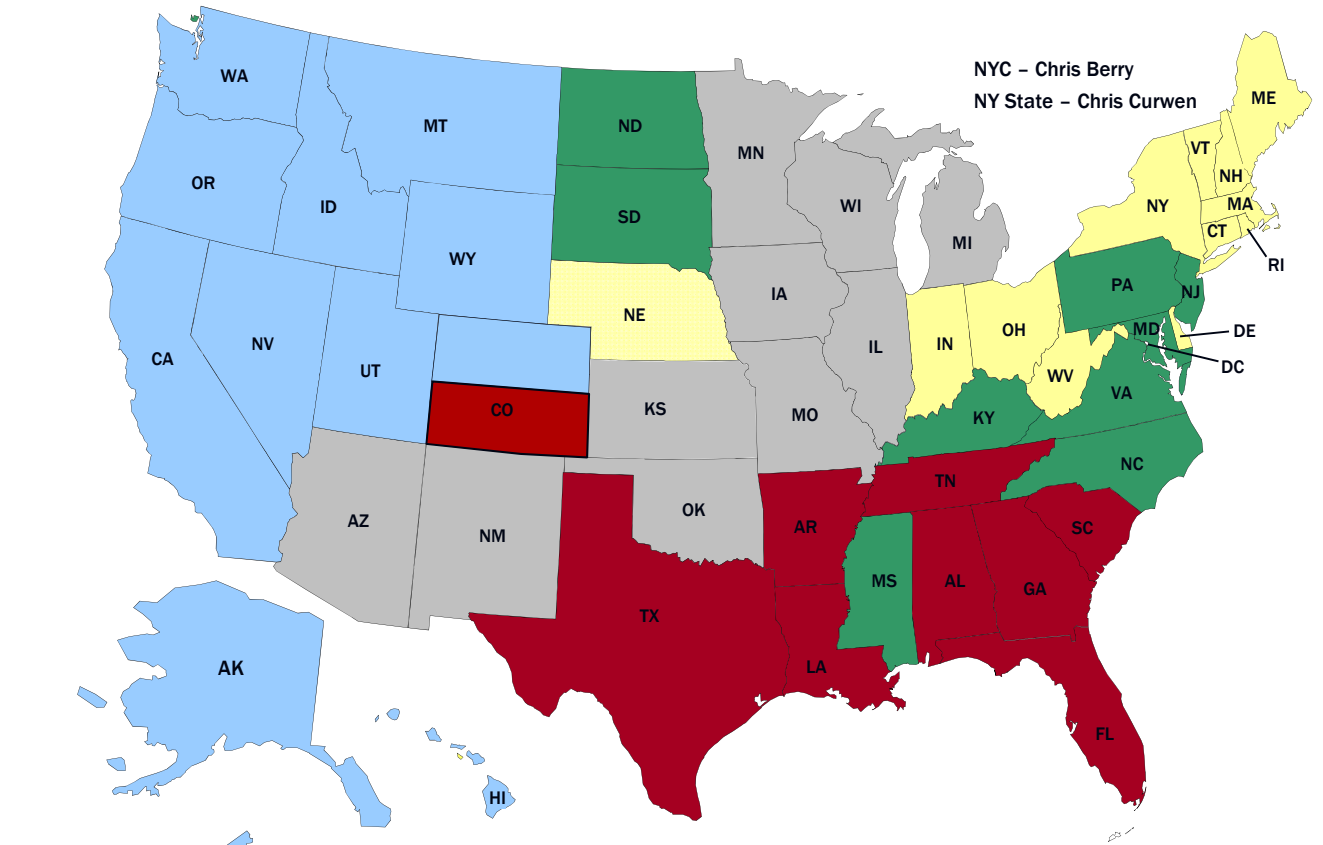 NYC – Chris Berry
NY State – Chris Curwen
WA
MT
ND
MN
ME
VT
NH
OR
ID
SD
WI
NY
MA
CT
MI
RI
WY
IA
PA
NJ
NE
OH
MD
DE
CA
NV
UT
IL
IN
WV
DC
CO
KS
MO
KY
VA
NC
TN
AZ
NM
OK
AR
SC
MS
AL
GA
TX
AK
LA
FL
HI